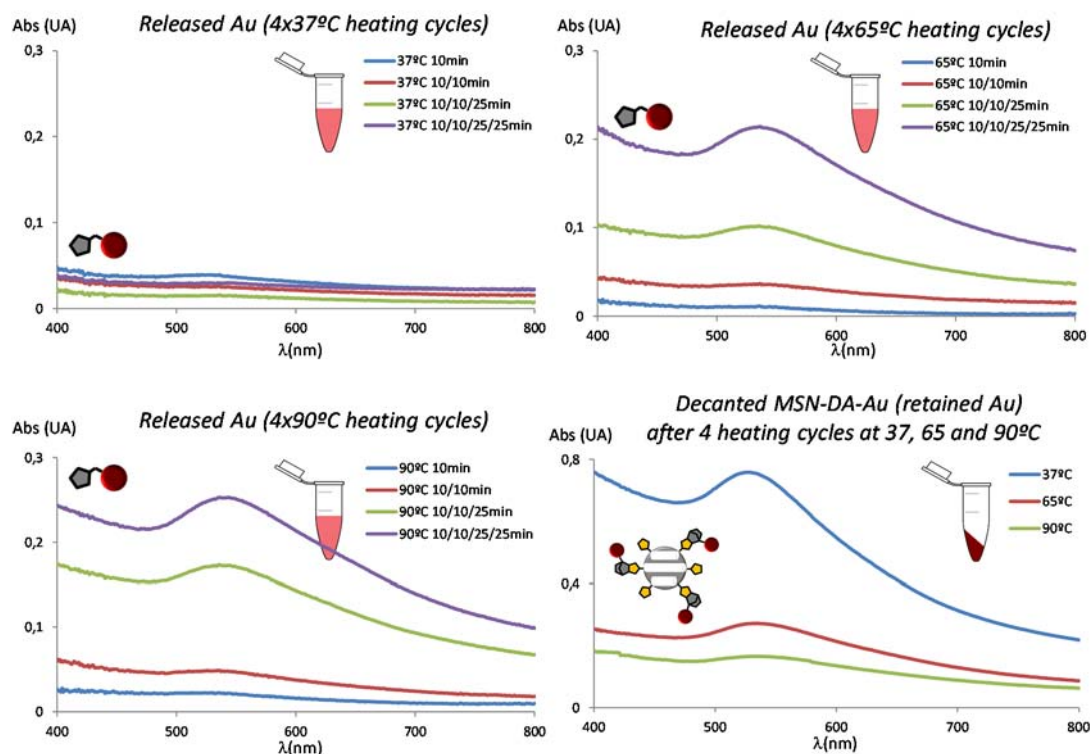 Released Au (4x37ºC heating cycles)
Abs (UA)
0,3
0,2
0,1
0
37ºC 10min
37ºC 10/10min
37ºC 10/10/25min
37ºC 10/10/25/25min
400
500
600
700
800
λ(nm)
Released Au (4x65ºC heating cycles)
Abs (UA)
0,3
0,2
0,1
0
65ºC 10min
65ºC 10/10min
65ºC 10/10/25min
65ºC 10/10/25/25min
400
500
600
700
800
λ(nm)
Released Au (4x90ºC heating cycles)
Abs (UA)
0,3
0,2
0,1
0
90ºC 10min
90ºC 10/10min
90ºC 10/10/25min
90ºC 10/10/25/25min
400
500
600
700
800
λ(nm)
Decanted MSN-DA-Au (retained Au)
after 4 heating cycles at 37, 65 and 90ºC
Abs (UA)
0,8
0,4
0
37ºC
65ºC
90ºC
400
500
600
700
800
λ(nm)